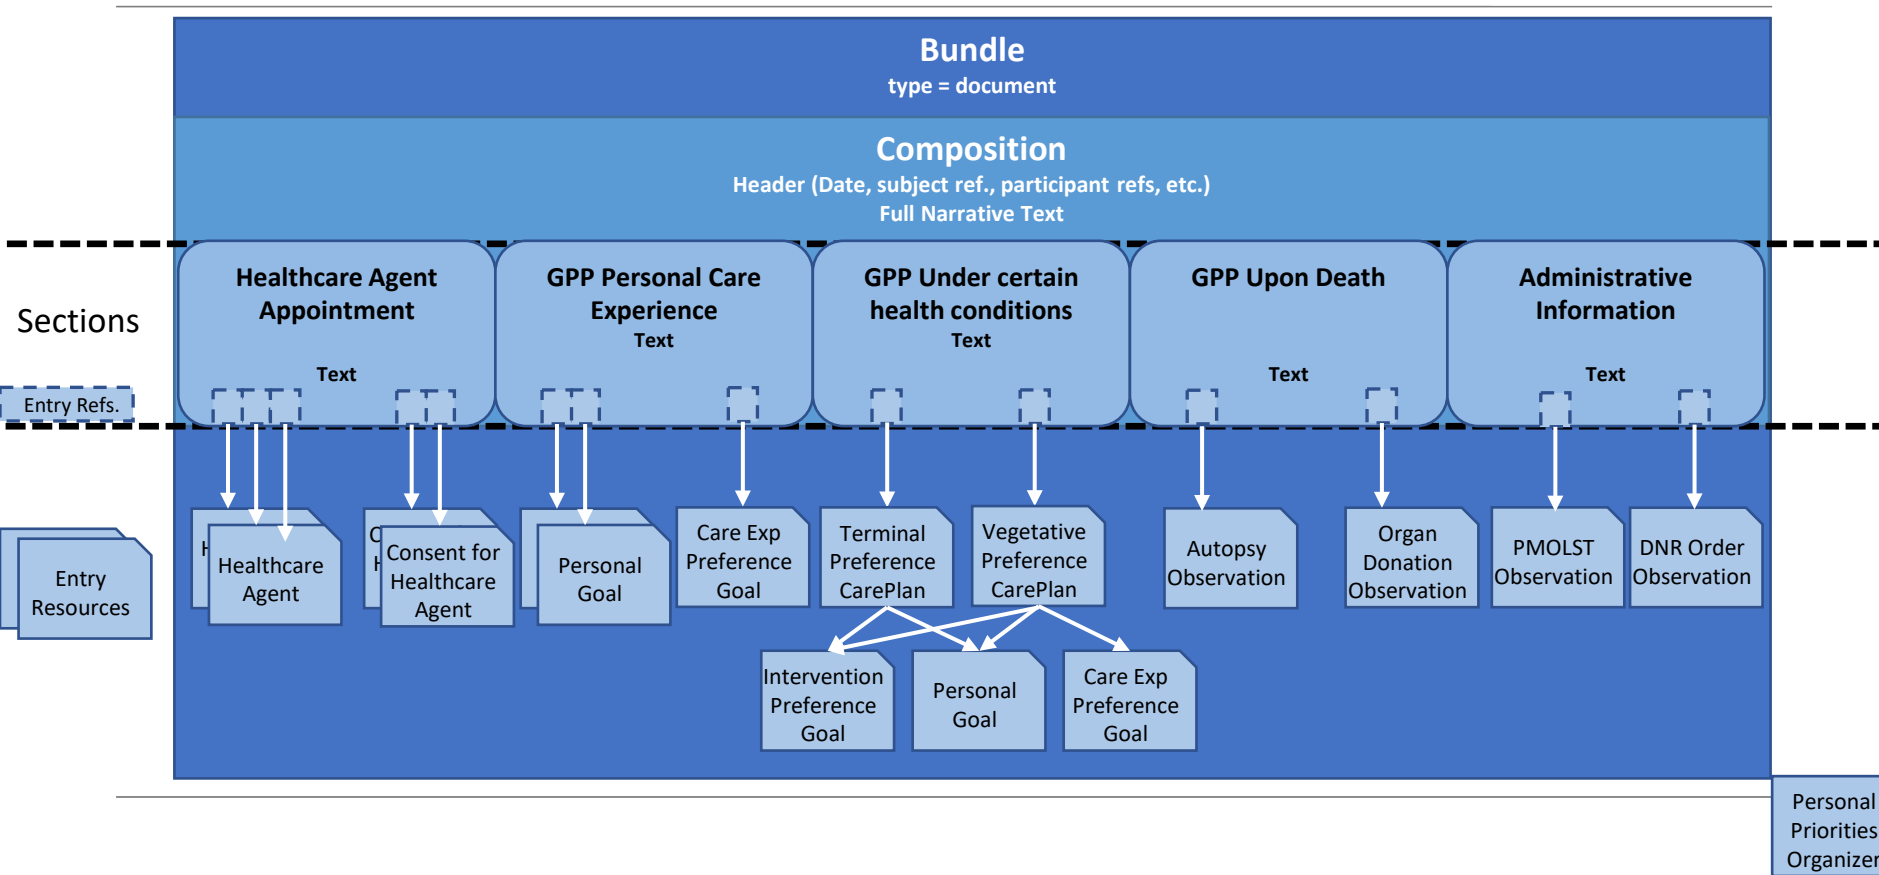 Bundle
type = document
Composition
Header (Date, subject ref., participant refs, etc.)
Full Narrative Text
Sections
Healthcare Agent
Appointment
Text
GPP Personal Care
Experience
Text
GPP Under certain
health conditions
Text
GPP Upon Death
Text
Administrative
Information
Text
Entry Refs.
Entry
Resources
Healthcare
Agent
Consent for
Healthcare
Agent
Personal
Goal
Care Exp
Preference
Goal
Terminal
Preference
CarePlan
Vegetative
Preference
CarePlan
Autopsy
Observation
Organ
Donation
Observation
PMOLST
Observation
DNR Order
Observation
Intervention
Preference
Goal
Personal
Goal
Care Exp
Preference
Goal
Personal
Priorities
Organizer